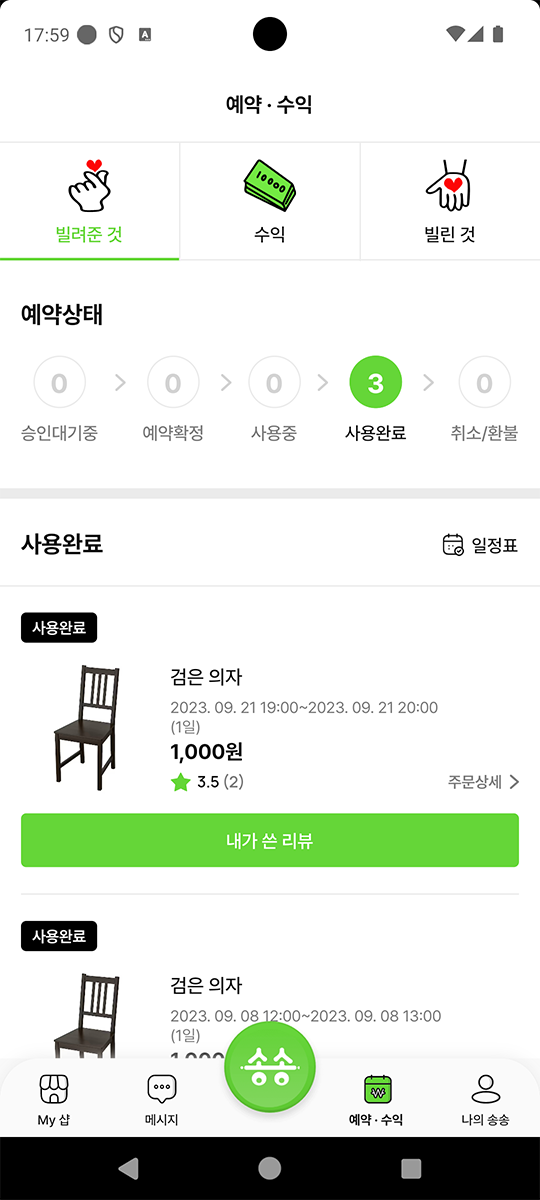 17:59
A
예약 · 수익
10000
빌려준 것
수익
빌린 것
예약상태
0 0 0 3 0
승인대기중 예약확정 사용중 사용완료 취소/환불
사용완료
일정표
사용완료
검은 의자
2023. 09. 21 19:00~2023. 09. 21 20:00
(1일)
1,000원
3.5 (2)
주문상세
내가 쓴 리뷰
사용완료
검은 의자
2023. 09. 08 12:00~2023. 09. 08 13:00
(1일)
송송
My 샵
메시지
예약 · 수익
나의 송송